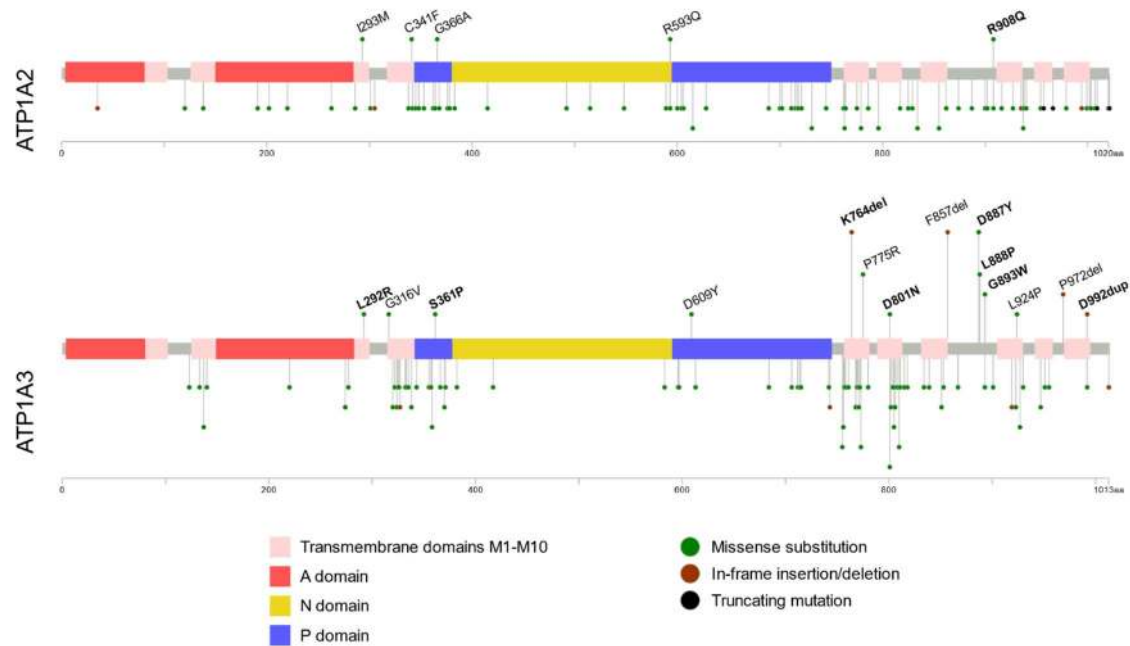 I293M
C341F
G366A
R593Q
R908Q
ATP1A2
0
200
400
600
800
1020aa
K764del
F857del
D887Y
P775R
L888P
G893W
L292R
G316V
S361P
D609Y
D801N
L924P
P972del
D992dup
ATP1A3
0
200
400
600
800
1013aa
Transmembrane domains M1-M10
A domain
N domain
P domain
Missense substitution
In-frame insertion/deletion
Truncating mutation